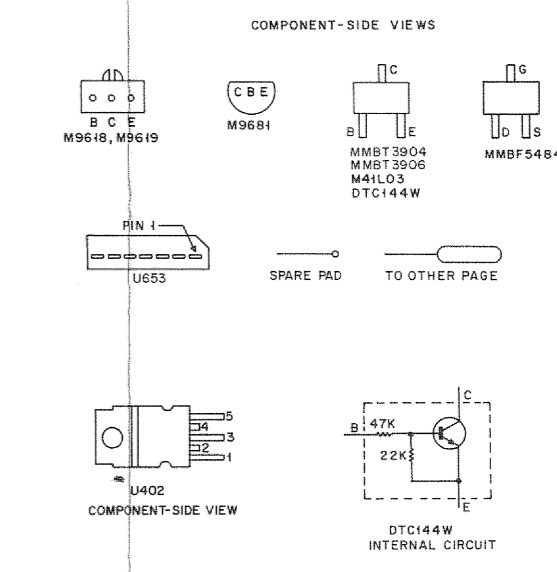 COMPONENT-SIDE VIEWS
B C E
M9618, M9619
C B E
M9681
C
B E
MMBT3904
MMBT3906
M41L03
DTC144W
G
D S
MMBF5484
PIN 1
U653
SPARE PAD
TO OTHER PAGE
5
4
3
2
1
U402
COMPONENT-SIDE VIEW
C
B 47K
22K
E
DTC144W
INTERNAL CIRCUIT